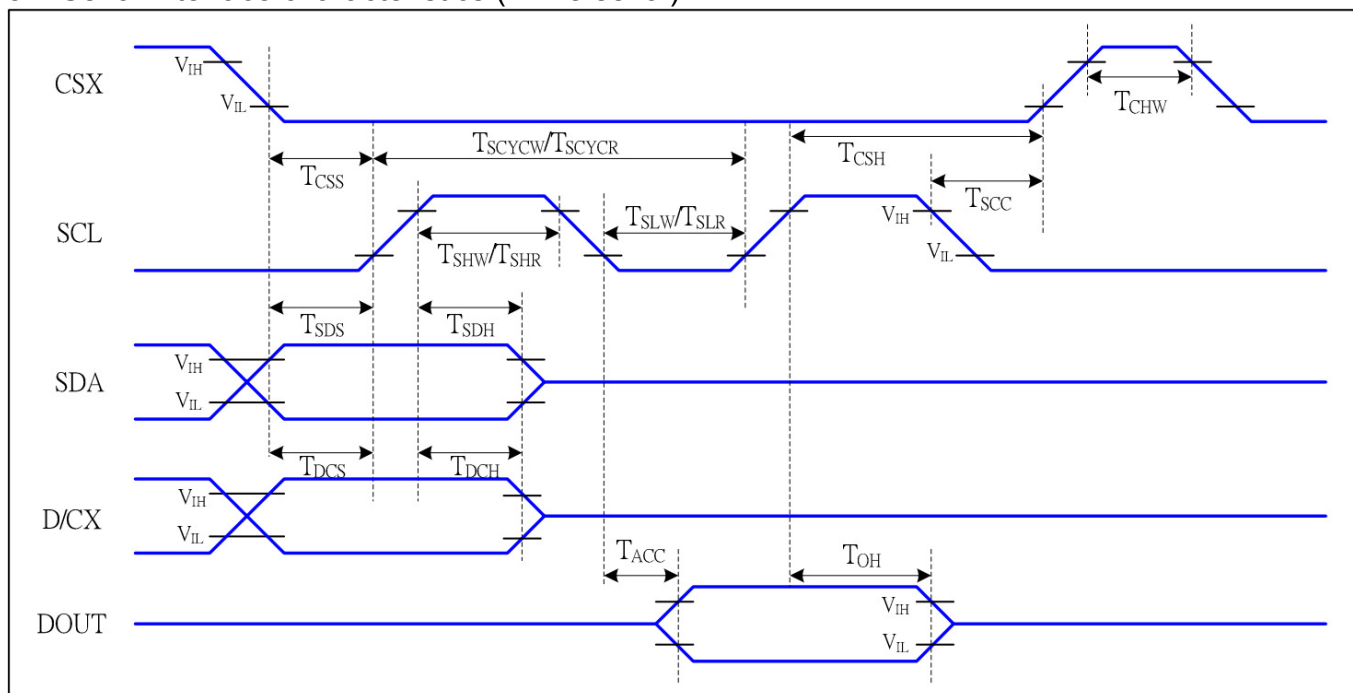 CSX
VIH
VIL
TCHW
TSCYCW/TSCYCR
TCSS
TCSH
TSCC
SCL
TSLW/TSLR
VIH
TSHW/TSHR
VIL
TSDS
TSDH
SDA
VIH
VIL
TDCS
TDCH
D/CX
VIH
VIL
TACC
TOH
DOUT
VIH
VIL